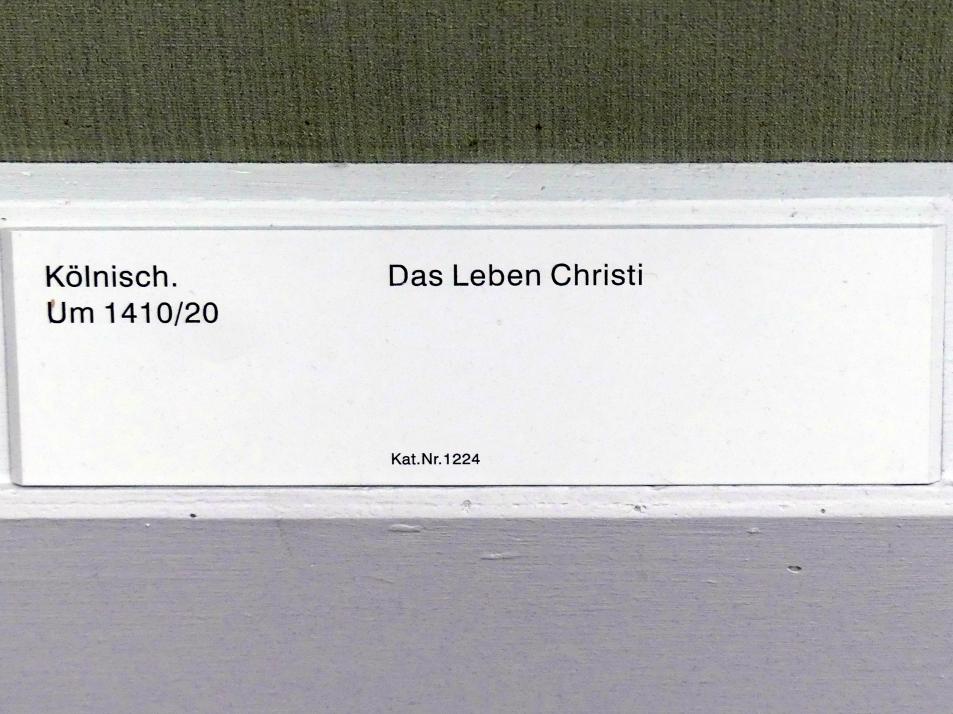 Kölnisch.
Um 1410/20
Das Leben Christi
Kat.Nr.1224